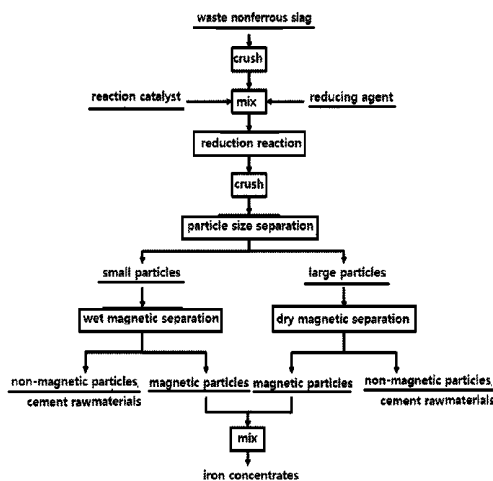 waste nonferrous slag
crush
reaction catalyst
mix
reducing agent
reduction reaction
crush
particle size separation
small particles
large particles
wet magnetic separation
dry magnetic separation
non-magnetic particles,
cement rawmaterials
magnetic particles
magnetic particles
non-magnetic particles,
cement rawmaterials
mix
iron concentrates